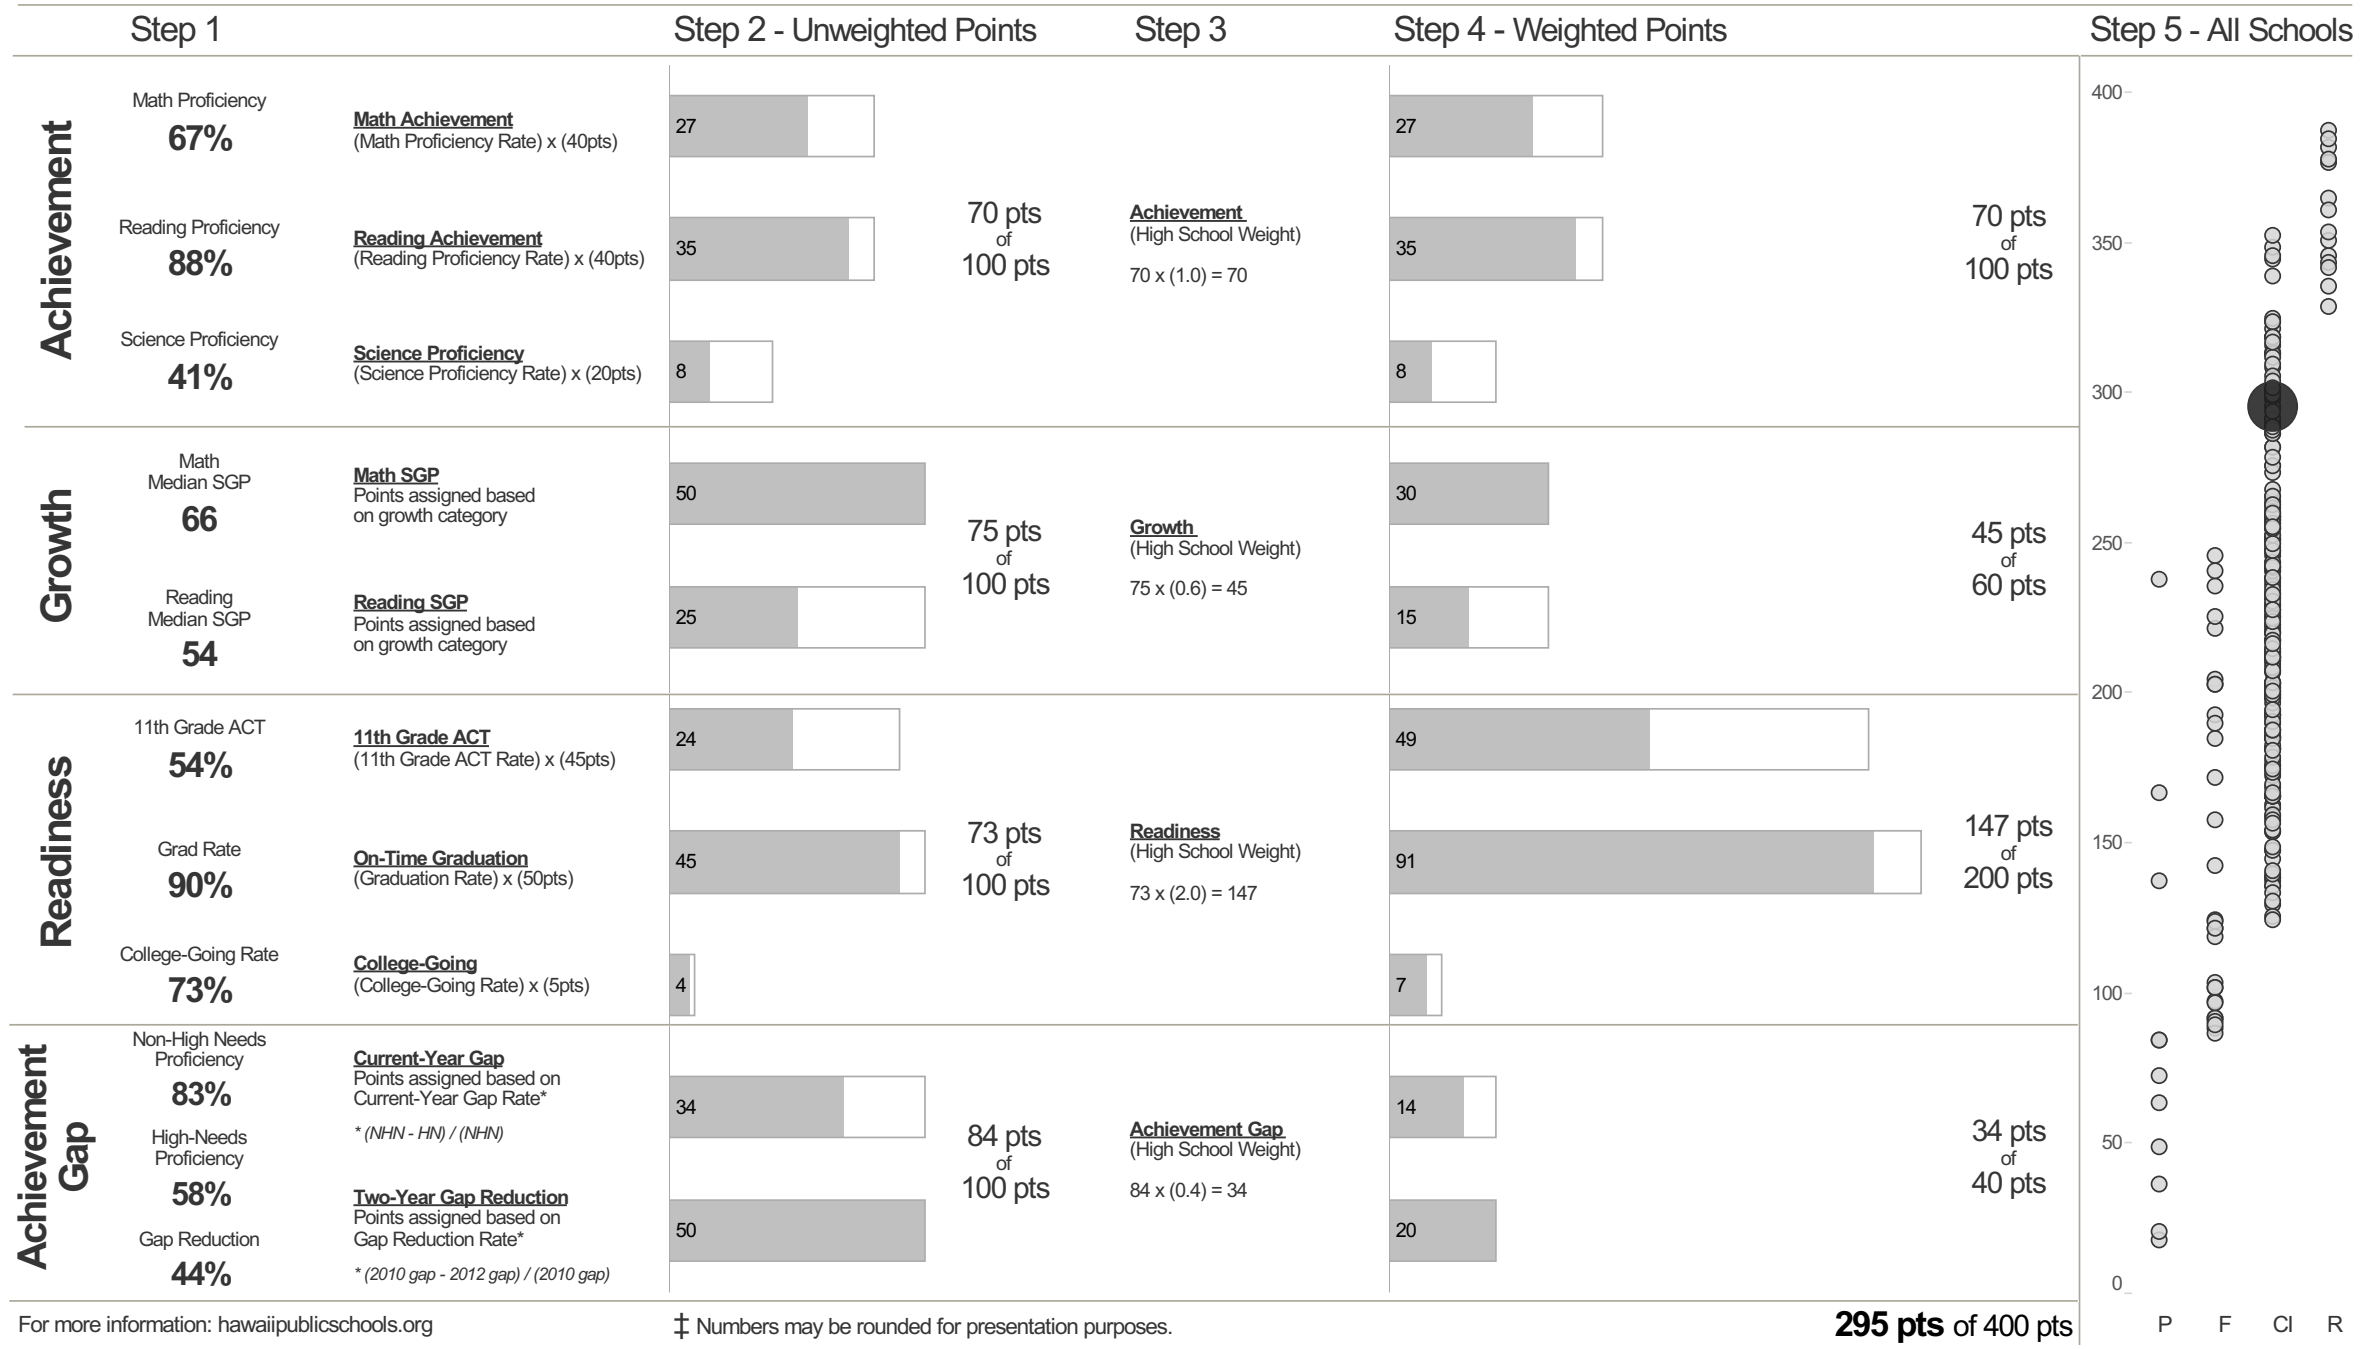 Step 1
Step 2 - Unweighted Points
Step 3
Step 4 - Weighted Points
Step 5 - All Schools
Achievement
Math Proficiency
67%
Math Achievement
(Math Proficiency Rate) x (40pts)
27
27
Reading Proficiency
88%
Reading Achievement
(Reading Proficiency Rate) x (40pts)
35
70 pts
of
100 pts
Achievement
(High School Weight)
70 x (1.0) = 70
35
70 pts
of
100 pts
Science Proficiency
41%
Science Proficiency
(Science Proficiency Rate) x (20pts)
8
8
Growth
Math
Median SGP
66
Math SGP
Points assigned based
on growth category
50
75 pts
of
100 pts
Growth
(High School Weight)
75 x (0.6) = 45
30
45 pts
of
60 pts
Reading
Median SGP
54
Reading SGP
Points assigned based
on growth category
25
15
Readiness
11th Grade ACT
54%
11th Grade ACT
(11th Grade ACT Rate) x (45pts)
24
49
Grad Rate
90%
On-Time Graduation
(Graduation Rate) x (50pts)
45
73 pts
of
100 pts
Readiness
(High School Weight)
73 x (2.0) = 147
91
147 pts
of
200 pts
College-Going Rate
73%
College-Going
(College-Going Rate) x (5pts)
4
7
Achievement
Gap
Non-High Needs
Proficiency
83%
High-Needs
Proficiency
58%
Gap Reduction
44%
Current-Year Gap
Points assigned based on
Current-Year Gap Rate*
* (NHN - HN) / (NHN)
Two-Year Gap Reduction
Points assigned based on
Gap Reduction Rate*
* (2010 gap - 2012 gap) / (2010 gap)
34
50
84 pts
of
100 pts
Achievement Gap
(High School Weight)
84 x (0.4) = 34
14
20
34 pts
of
40 pts
400
350
300
250
200
150
100
50
0
P F CI R
For more information: hawaiipublicschools.org
‡ Numbers may be rounded for presentation purposes.
295 pts of 400 pts